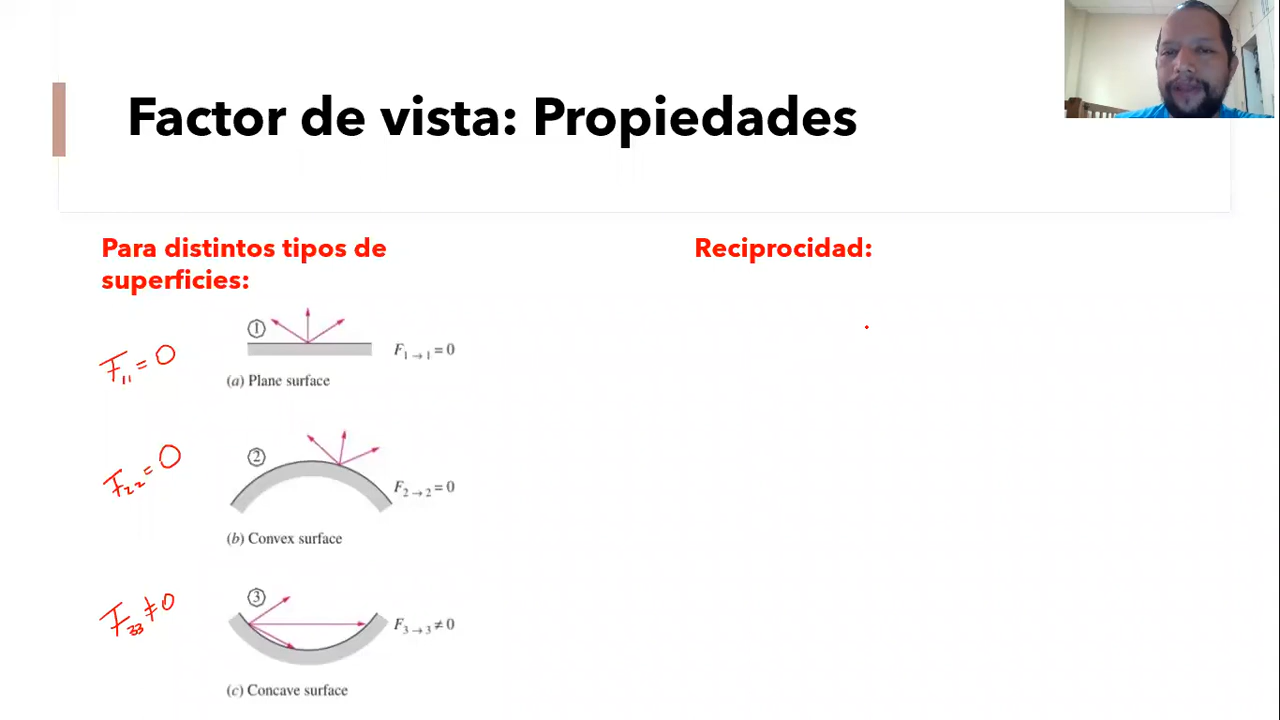 Factor de vista: Propiedades
Para distintos tipos de
superficies:
F₁₁ = 0
1
F₁→₁ = 0
(a) Plane surface
F₂₂ = 0
2
F₂→₂ = 0
(b) Convex surface
F₃₃ ≠ 0
3
F₃→₃ ≠ 0
(c) Concave surface
Reciprocidad: